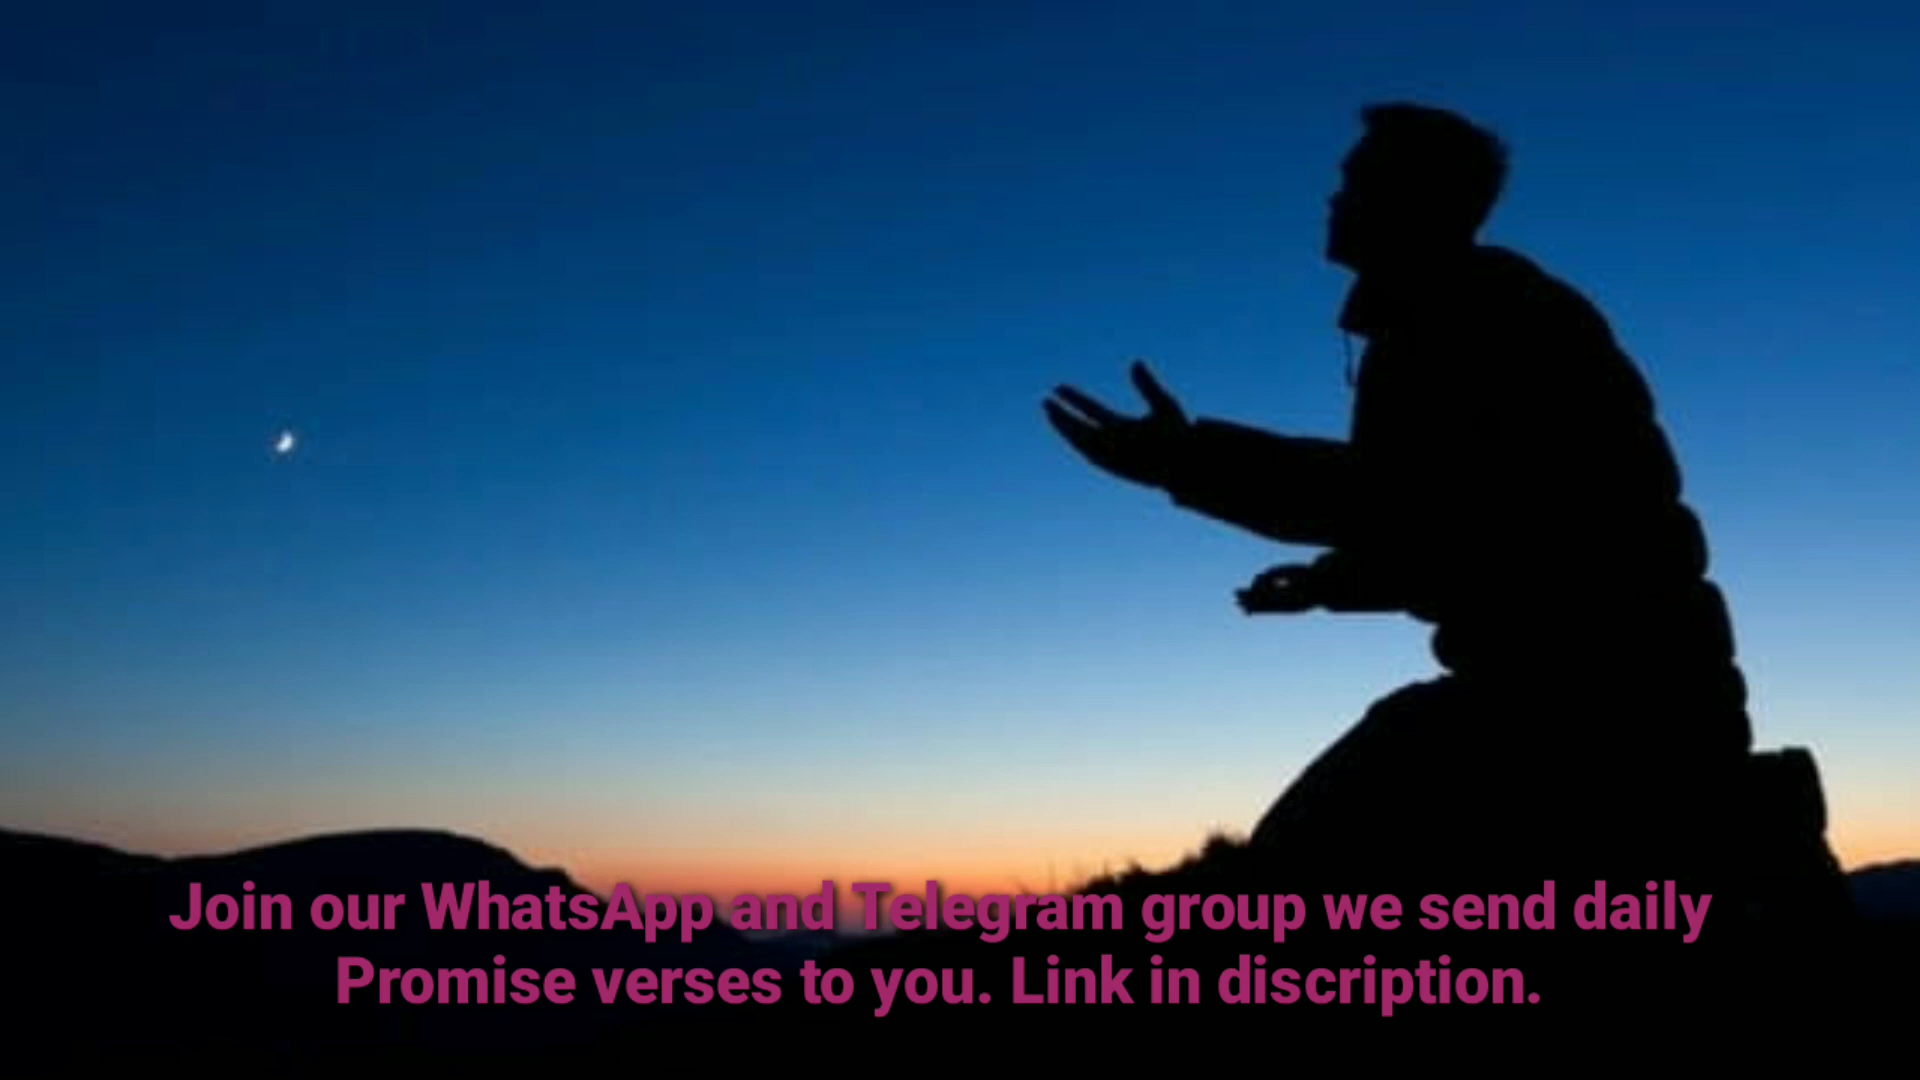 Join our WhatsApp and Telegram group we send daily
Promise verses to you. Link in discription.